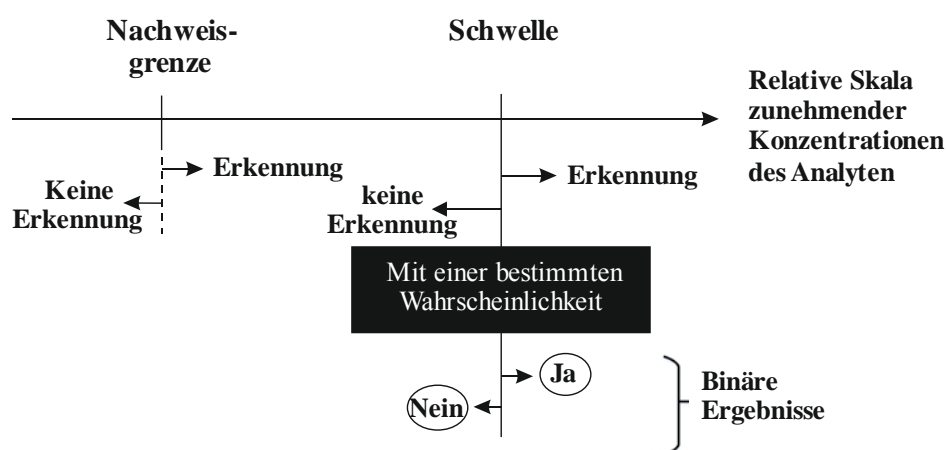 Nachweis-
grenze
Schwelle
Relative Skala
zunehmender
Konzentrationen
des Analyten
Erkennung
Keine
Erkennung
Erkennung
keine
Erkennung
Mit einer bestimmten
Wahrscheinlichkeit
Ja
Nein
Binäre
Ergebnisse